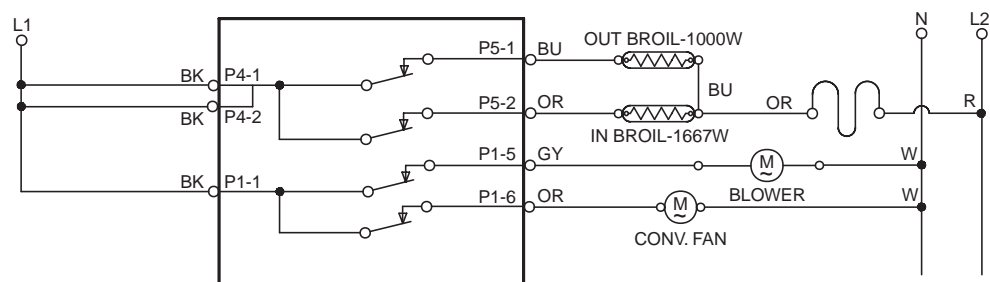 L1
N
L2
P5-1
BU
OUT BROIL-1000W
BK
P4-1
BU
P5-2
OR
OR
R
BK
P4-2
IN BROIL-1667W
P1-5
GY
W
M
~
BK
P1-1
BLOWER
P1-6
OR
W
M
~
CONV. FAN